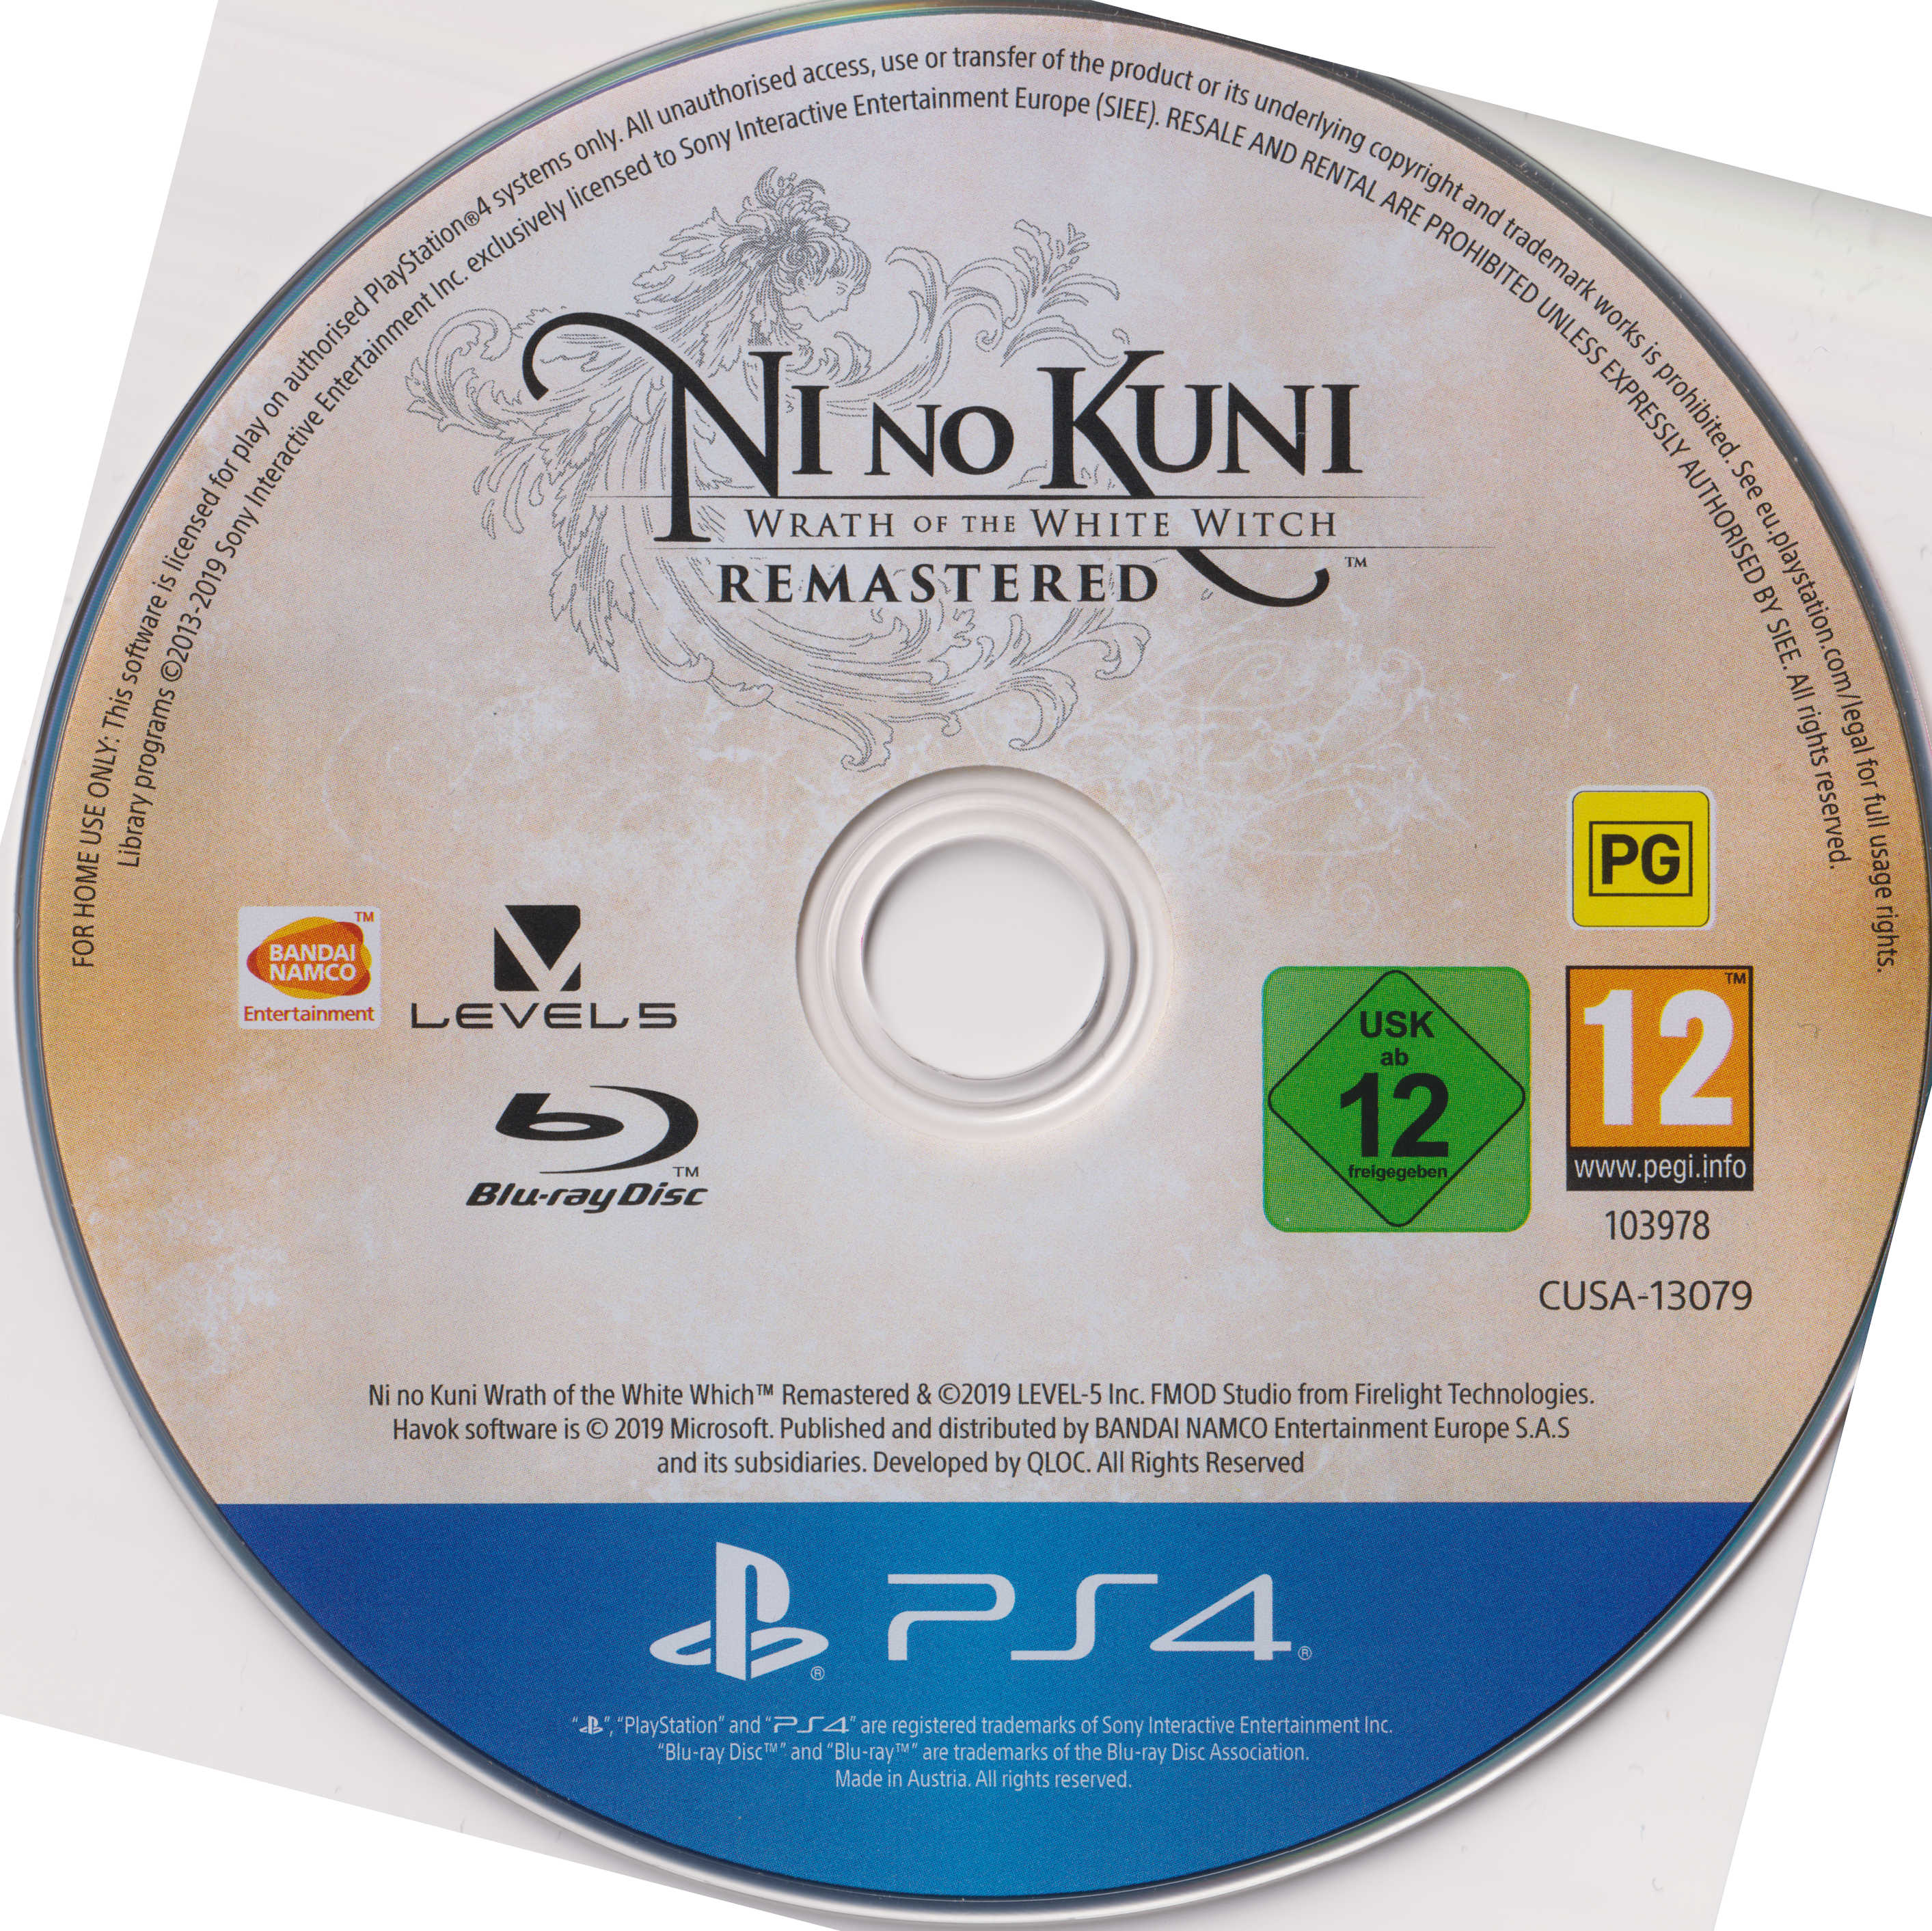 FOR HOME USE ONLY: This software is licensed for play on authorised PlayStation®4 systems only. All unauthorised access, use or transfer of the product or its underlying copyright and trademark works is prohibited. See eu.playstation.com/legal for full usage rights.
Library programs ©2013-2019 Sony Interactive Entertainment Inc. exclusively licensed to Sony Interactive Entertainment Europe (SIEE). RESALE AND RENTAL ARE PROHIBITED UNLESS EXPRESSLY AUTHORISED BY SIEE. All rights reserved.
NI NO KUNI
WRATH OF THE WHITE WITCH
REMASTERED ™
PG
BANDAI ™
NAMCO
Entertainment
LEVEL5
Blu-ray Disc ™
USK
ab
12
freigegeben
12 ™
www.pegi.info
103978
CUSA-13079
Ni no Kuni Wrath of the White Which™ Remastered & ©2019 LEVEL-5 Inc. FMOD Studio from Firelight Technologies.
Havok software is © 2019 Microsoft. Published and distributed by BANDAI NAMCO Entertainment Europe S.A.S
and its subsidiaries. Developed by QLOC. All Rights Reserved
® PS4®
“PS”, “PlayStation” and “PS4” are registered trademarks of Sony Interactive Entertainment Inc.
“Blu-ray Disc™” and “Blu-ray™” are trademarks of the Blu-ray Disc Association.
Made in Austria. All rights reserved.